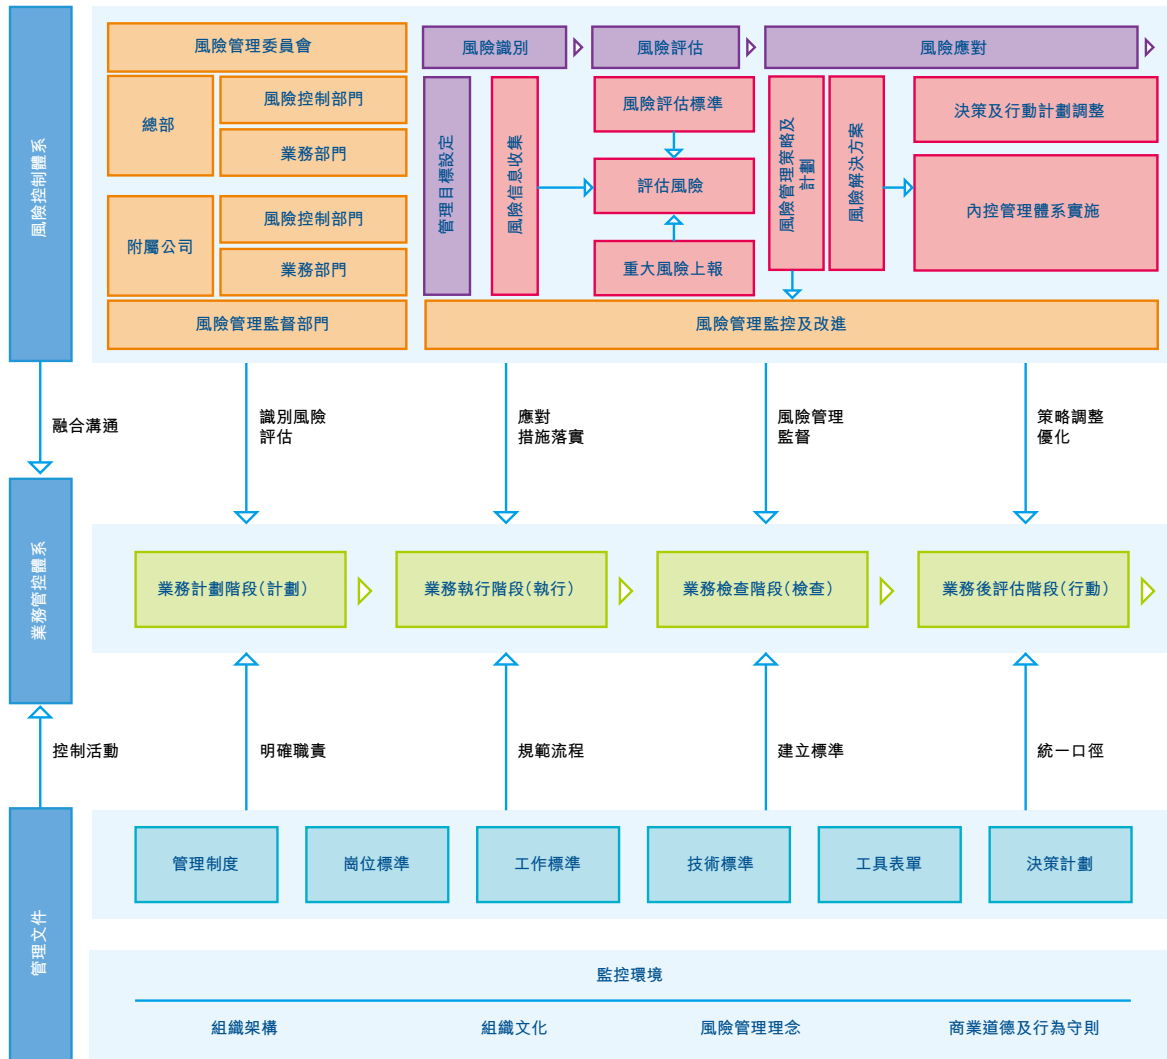 風險控制體系
風險管理委員會
總部
風險控制部門
業務部門
附屬公司
風險控制部門
業務部門
風險管理監督部門
風險識別
風險評估
風險應對
管理目標設定
風險信息收集
風險評估標準
評估風險
重大風險上報
風險管理策略及
計劃
風險解決方案
決策及行動計劃調整
內控管理體系實施
風險管理監控及改進
融合溝通
識別風險
評估
應對
措施落實
風險管理
監督
策略調整
優化
業務管控體系
業務計劃階段(計劃)
業務執行階段(執行)
業務檢查階段(檢查)
業務後評估階段(行動)
控制活動
明確職責
規範流程
建立標準
統一口徑
管理文件
管理制度
崗位標準
工作標準
技術標準
工具表單
決策計劃
監控環境
組織架構
組織文化
風險管理理念
商業道德及行為守則